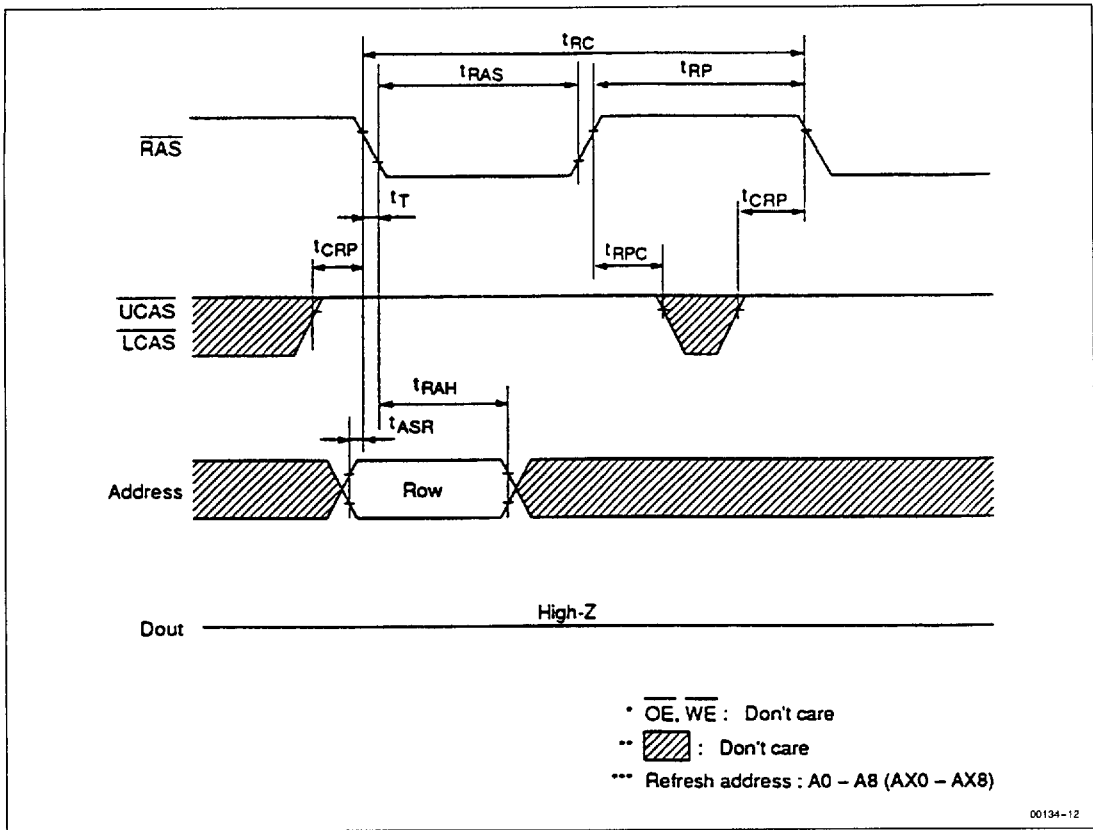 tRC
tRAS
tRP
RAS
tT
tCRP
tCRP
tRPC
UCAS
LCAS
tRAH
tASR
Address
Row
High-Z
Dout
* OE, WE : Don't care
** : Don't care
*** Refresh address : A0 – A8 (AX0 – AX8)
00134-12